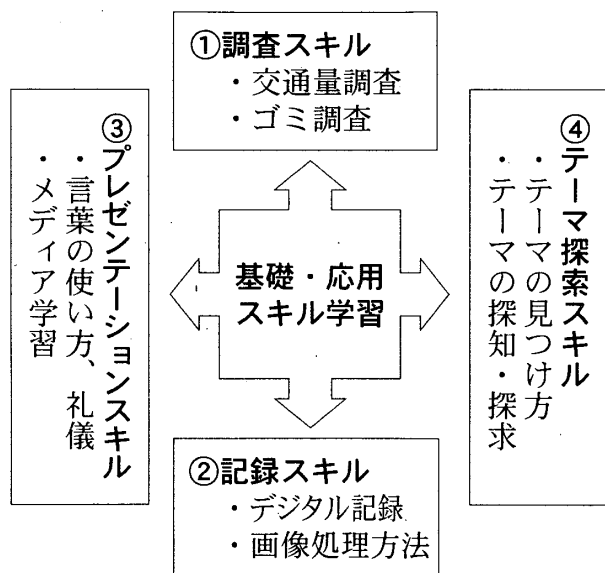 ①調査スキル
・交通量調査
・ゴミ調査
③プレゼンテーションスキル
・言葉の使い方、礼儀
・メディア学習
基礎・応用
スキル学習
④テーマ探索スキル
・テーマの見つけ方
・テーマの探知・探求
②記録スキル
・デジタル記録
・画像処理方法